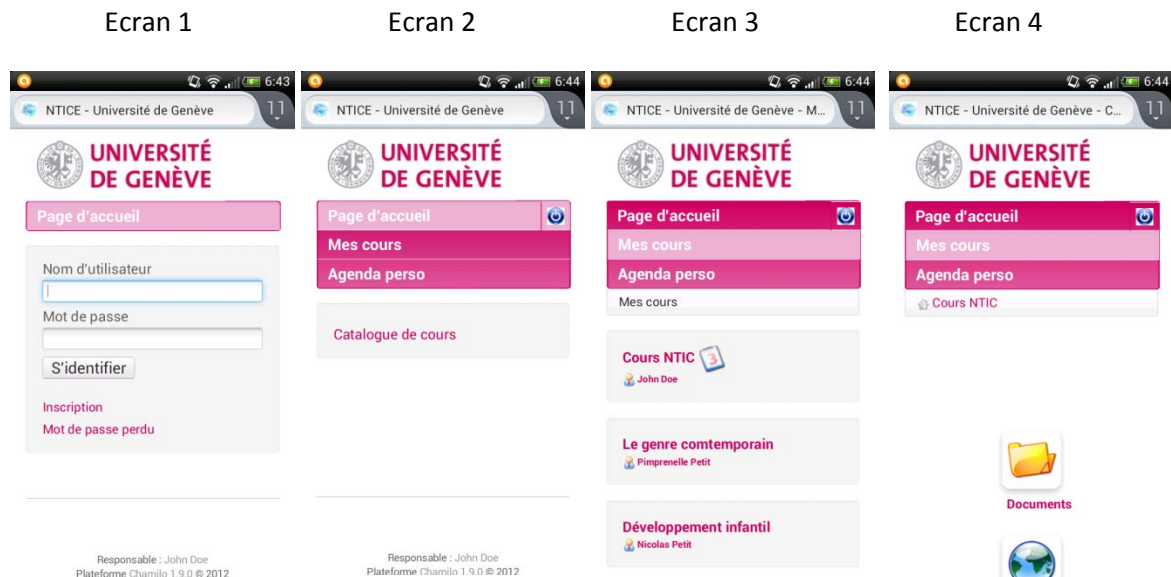 Ecran 1
Ecran 2
Ecran 3
Ecran 4
6:43
NTICE - Université de Genève
UNIVERSITÉ
DE GENÈVE
Page d'accueil
Nom d'utilisateur
Mot de passe
S'identifier
Inscription
Mot de passe perdu
Responsable : John Doe
Plateforme Chamilo 1.9.0 © 2012
6:44
NTICE - Université de Genève
UNIVERSITÉ
DE GENÈVE
Page d'accueil
Mes cours
Agenda perso
Catalogue de cours
Responsable : John Doe
Plateforme Chamilo 1.9.0 © 2012
6:44
NTICE - Université de Genève - M...
UNIVERSITÉ
DE GENÈVE
Page d'accueil
Mes cours
Agenda perso
Mes cours
Cours NTIC
3
John Doe
Le genre comtemporain
Pimprenelle Petit
Développement infantil
Nicolas Petit
6:44
NTICE - Université de Genève - C...
UNIVERSITÉ
DE GENÈVE
Page d'accueil
Mes cours
Agenda perso
Cours NTIC
Documents